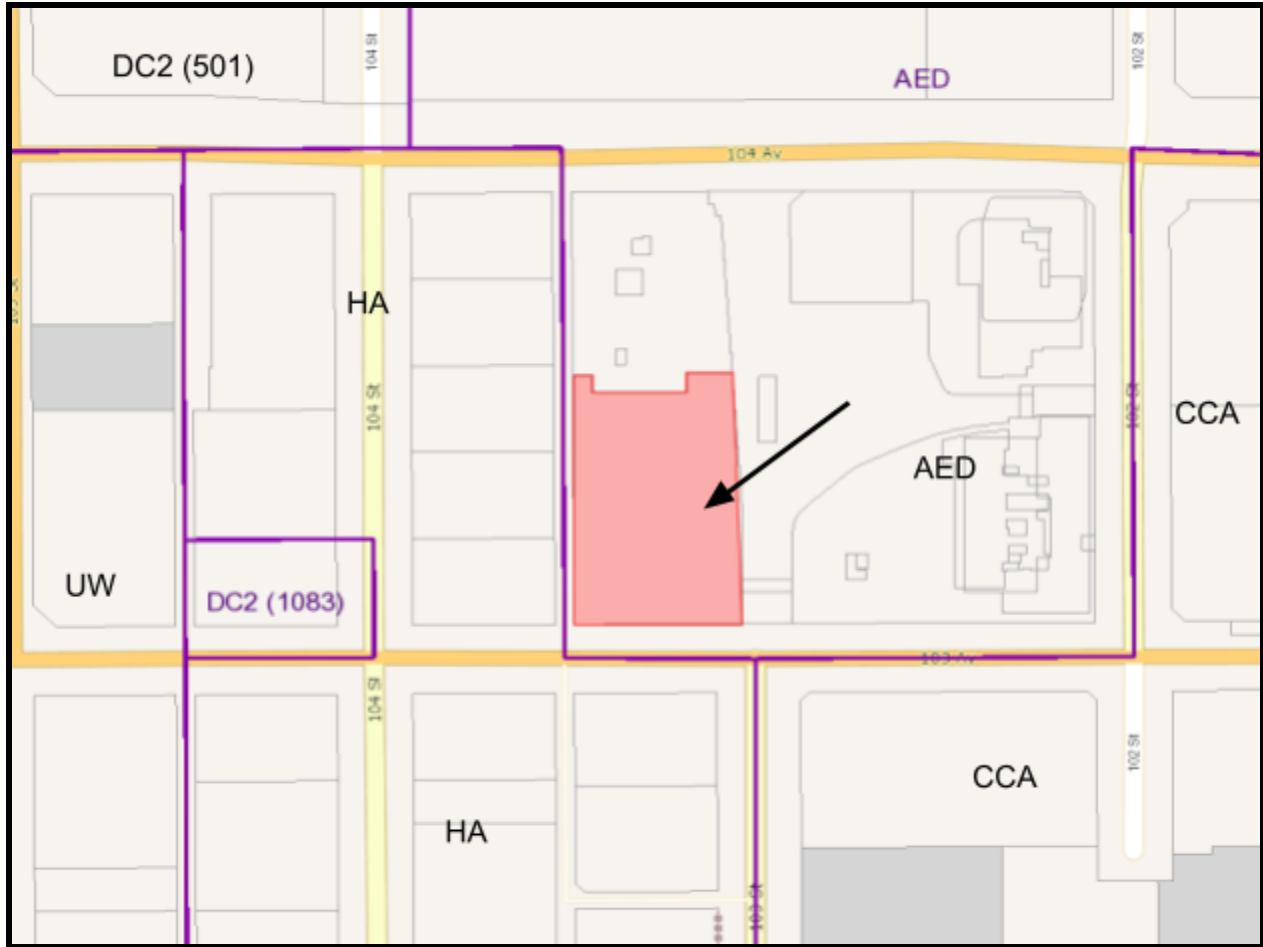 104 St
102 St
DC2 (501)
AED
104 Av
HA
104 St
102 St
CCA
AED
UW
DC2 (1083)
103 Av
104 St
102 St
CCA
HA
103 St